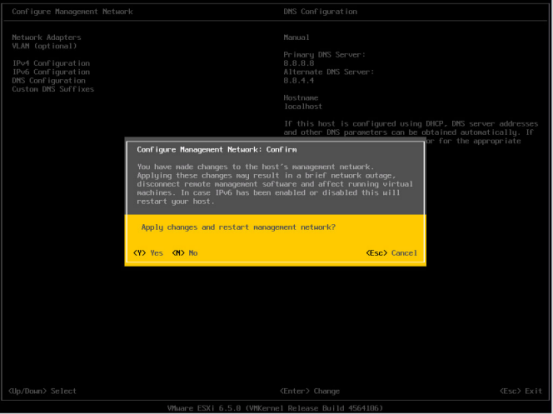 Configure Management Network
DNS Configuration
Network Adapters
VLAN (optional)
IPv4 Configuration
IPv6 Configuration
DNS Configuration
Custom DNS Suffixes
Manual
Primary DNS Server:
8.8.8.8
Alternate DNS Server:
8.8.4.4
Hostname
localhost
If this host is configured using DHCP, DNS server addresses
and other DNS parameters can be obtained automatically. If
or for the appropriate
Configure Management Network: Confirm
You have made changes to the host's management network.
Applying these changes may result in a brief network outage,
disconnect remote management software and affect running virtual
machines. In case IPv6 has been enabled or disabled this will
restart your host.
Apply changes and restart management network?
<Y> Yes <N> No
<Esc> Cancel
<Up/Down> Select
<Enter> Change
<Esc> Exit
VMware ESXi 6.5.0 (VMKernel Release Build 4564106)